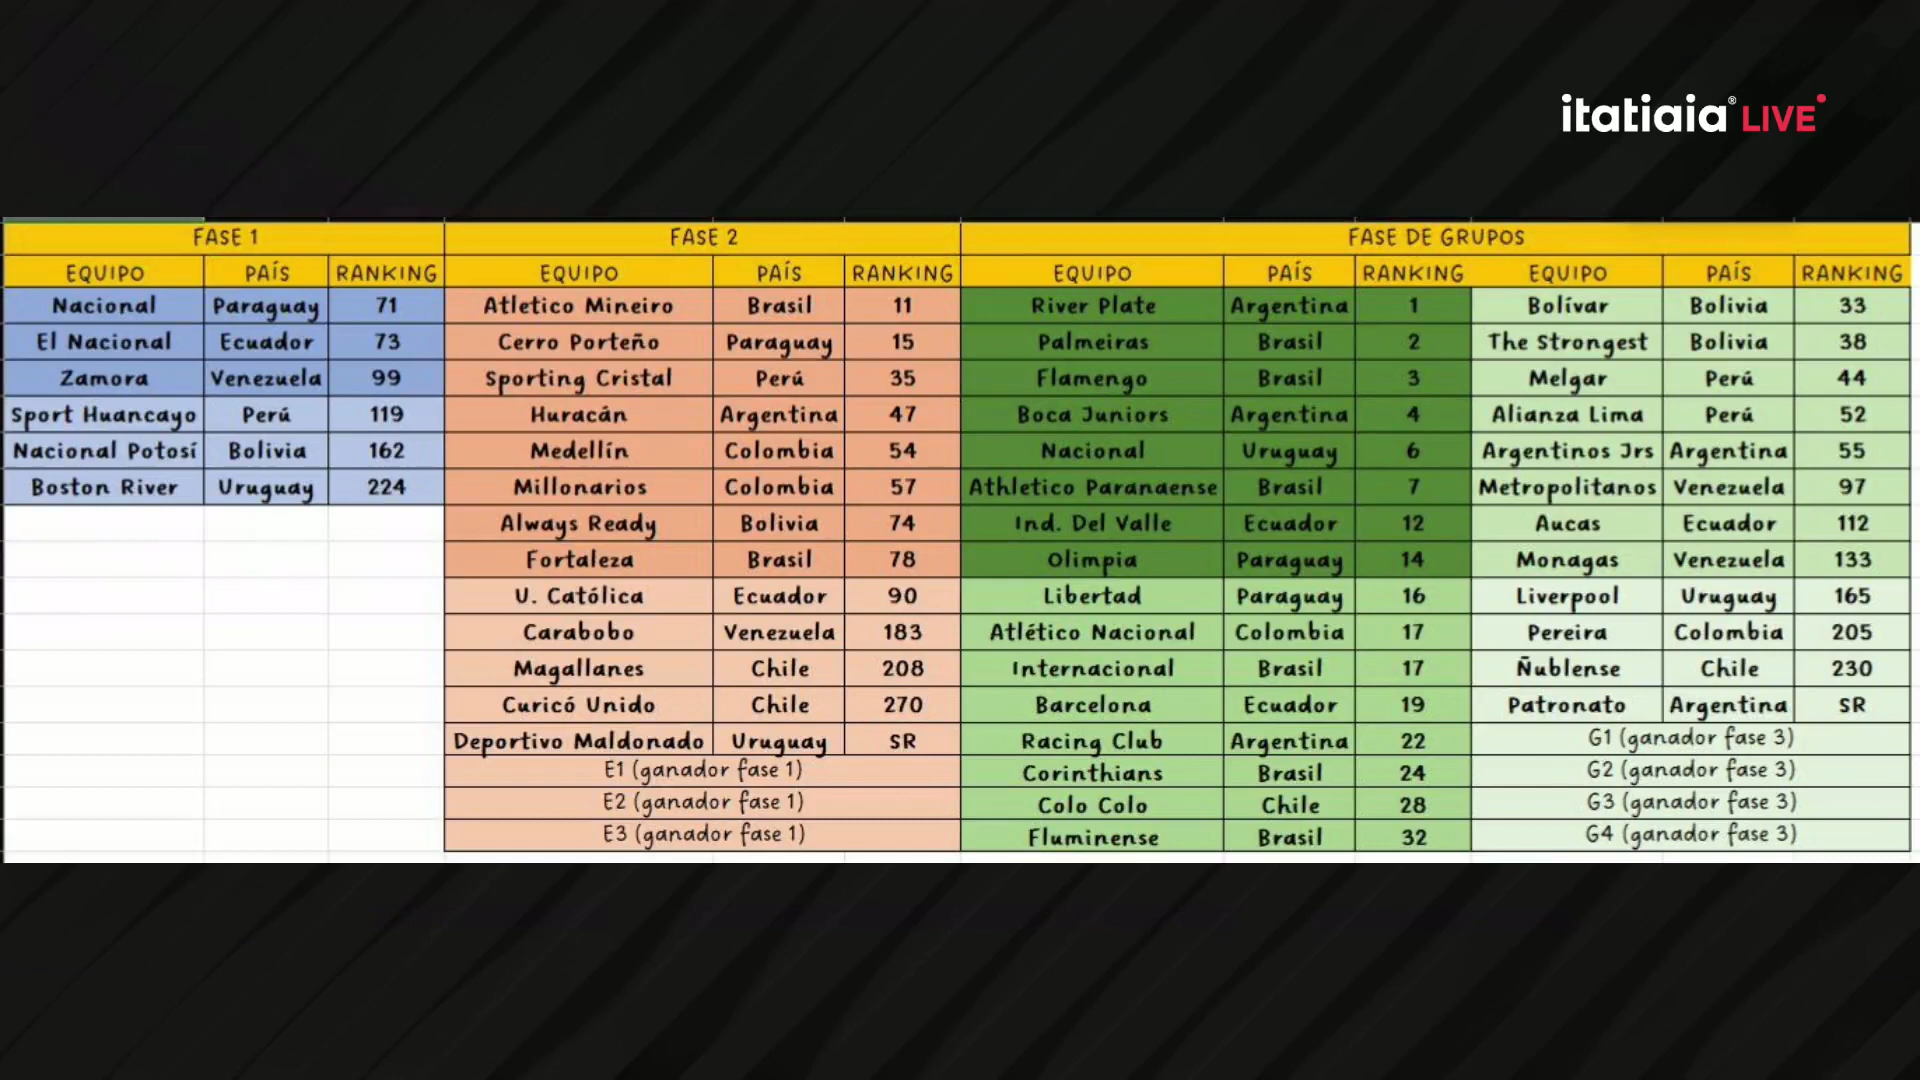 itatiaia® LIVE
FASE 1 FASE 2 FASE DE GRUPOS
EQUIPO PAÍS RANKING EQUIPO PAÍS RANKING EQUIPO PAÍS RANKING EQUIPO PAÍS RANKING
Nacional Paraguay 71 Atletico Mineiro Brasil 11 River Plate Argentina 1 Bolívar Bolivia 33
El Nacional Ecuador 73 Cerro Porteño Paraguay 15 Palmeiras Brasil 2 The Strongest Bolivia 38
Zamora Venezuela 99 Sporting Cristal Perú 35 Flamengo Brasil 3 Melgar Perú 44
Sport Huancayo Perú 119 Huracán Argentina 47 Boca Juniors Argentina 4 Alianza Lima Perú 52
Nacional Potosí Bolivia 162 Medellín Colombia 54 Nacional Uruguay 6 Argentinos Jrs Argentina 55
Boston River Uruguay 224 Millonarios Colombia 57 Athletico Paranaense Brasil 7 Metropolitanos Venezuela 97
Always Ready Bolivia 74 Ind. Del Valle Ecuador 12 Aucas Ecuador 112
Fortaleza Brasil 78 Olimpia Paraguay 14 Monagas Venezuela 133
U. Católica Ecuador 90 Libertad Paraguay 16 Liverpool Uruguay 165
Carabobo Venezuela 183 Atlético Nacional Colombia 17 Pereira Colombia 205
Magallanes Chile 208 Internacional Brasil 17 Ñublense Chile 230
Curicó Unido Chile 270 Barcelona Ecuador 19 Patronato Argentina SR
Deportivo Maldonado Uruguay SR Racing Club Argentina 22 G1 (ganador fase 3)
E1 (ganador fase 1) Corinthians Brasil 24 G2 (ganador fase 3)
E2 (ganador fase 1) Colo Colo Chile 28 G3 (ganador fase 3)
E3 (ganador fase 1) Fluminense Brasil 32 G4 (ganador fase 3)